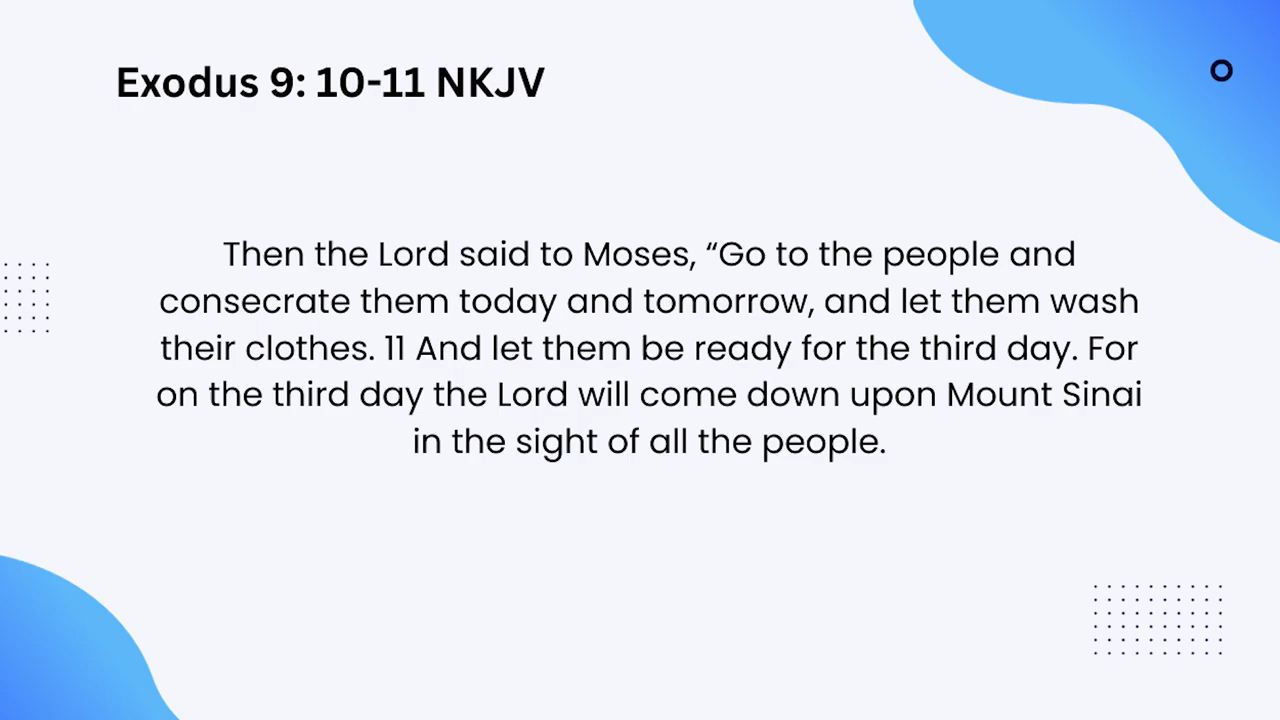 Exodus 9: 10-11 NKJV
Then the Lord said to Moses, “Go to the people and
consecrate them today and tomorrow, and let them wash
their clothes. 11 And let them be ready for the third day. For
on the third day the Lord will come down upon Mount Sinai
in the sight of all the people.